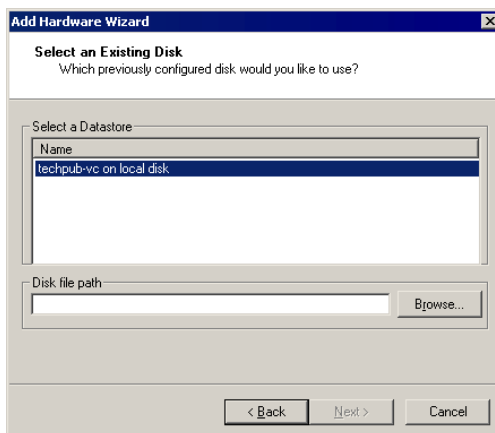 Add Hardware Wizard
Select an Existing Disk
Which previously configured disk would you like to use?
Select a Datastore
Name
techpub-vc on local disk
Disk file path
Browse...
< Back
Next >
Cancel